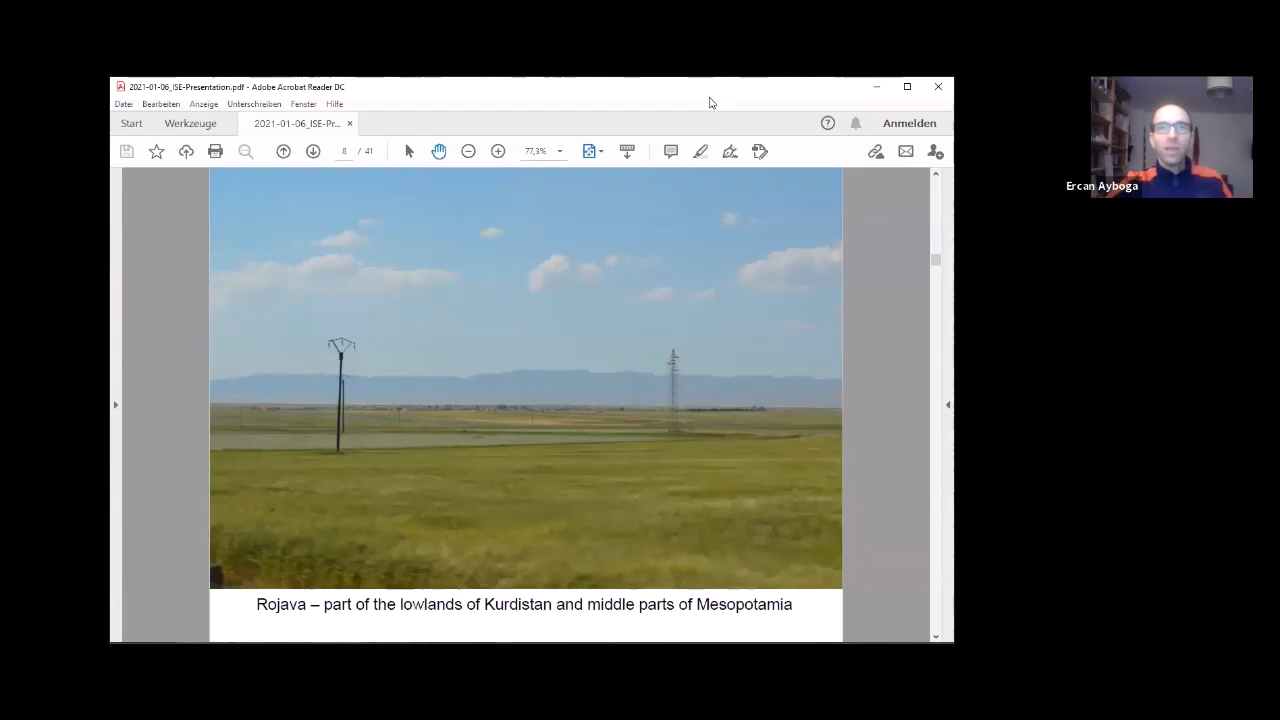 2021-01-06_ISE-Presentation.pdf - Adobe Acrobat Reader DC
Datei Bearbeiten Anzeige Unterschreiben Fenster Hilfe
Start Werkzeuge 2021-01-06_ISE-Pr... × ? Anmelden
8 / 41 77,3%
Ercan Ayboga
Rojava – part of the lowlands of Kurdistan and middle parts of Mesopotamia